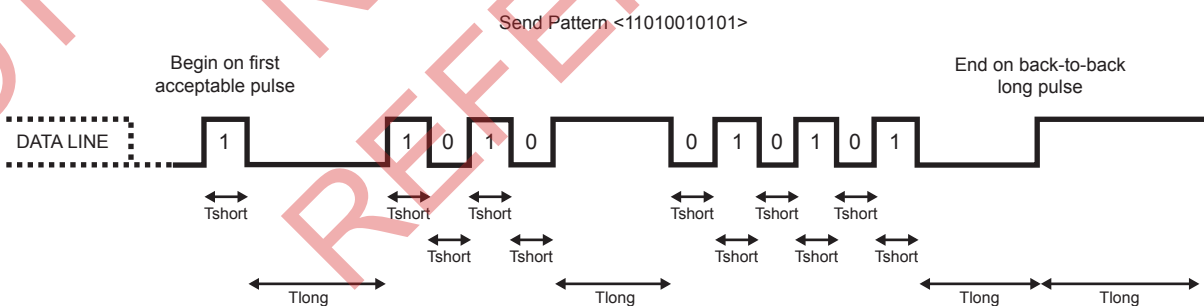 Send Pattern <11010010101>
Begin on first
acceptable pulse
End on back-to-back
long pulse
DATA LINE
1 1 0 1 0 0 1 0 1 0 1
Tshort Tshort Tshort Tshort Tshort Tshort
Tshort Tshort Tshort Tshort Tshort
Tlong Tlong Tlong Tlong